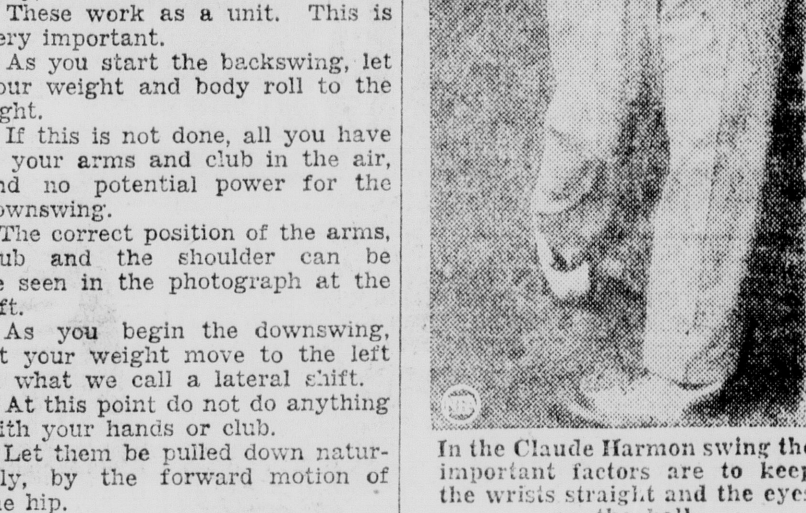 These work as a unit. This is
ery important.
As you start the backswing, let
our weight and body roll to the
ght.
If this is not done, all you have
your arms and club in the air,
nd no potential power for the
ownswing.
The correct position of the arms,
ub and the shoulder can be
e seen in the photograph at the
ft.
As you begin the downswing,
t your weight move to the left
what we call a lateral shift.
At this point do not do anything
ith your hands or club.
Let them be pulled down natur-
ly, by the forward motion of
e hip.
In the Claude Harmon swing the
important factors are to keep
the wrists straight and the eyes